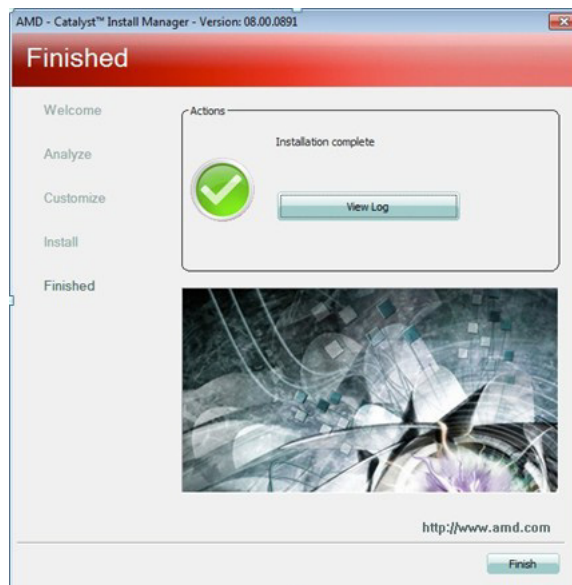 AMD - Catalyst™ Install Manager - Version: 08.00.0891
Finished
Welcome
Analyze
Customize
Install
Finished
Actions
Installation complete
View Log
http://www.amd.com
Finish